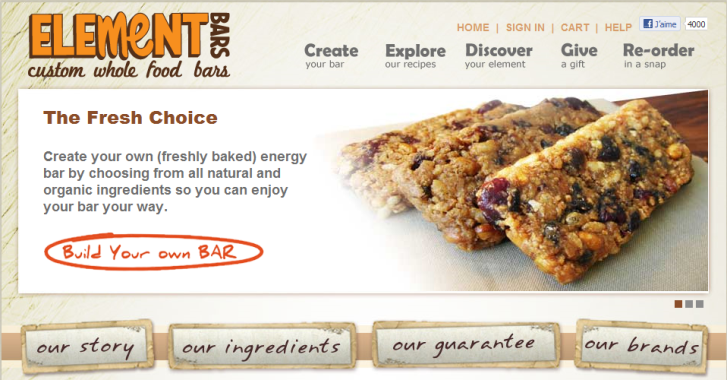 ELEMENT BARS
custom whole food bars
HOME | SIGN IN | CART | HELP
J'aime 4000
Create
your bar
Explore
our recipes
Discover
your element
Give
a gift
Re-order
in a snap
The Fresh Choice
Create your own (freshly baked) energy
bar by choosing from all natural and
organic ingredients so you can enjoy
your bar your way.
Build Your own BAR
our story
our ingredients
our guarantee
our brands